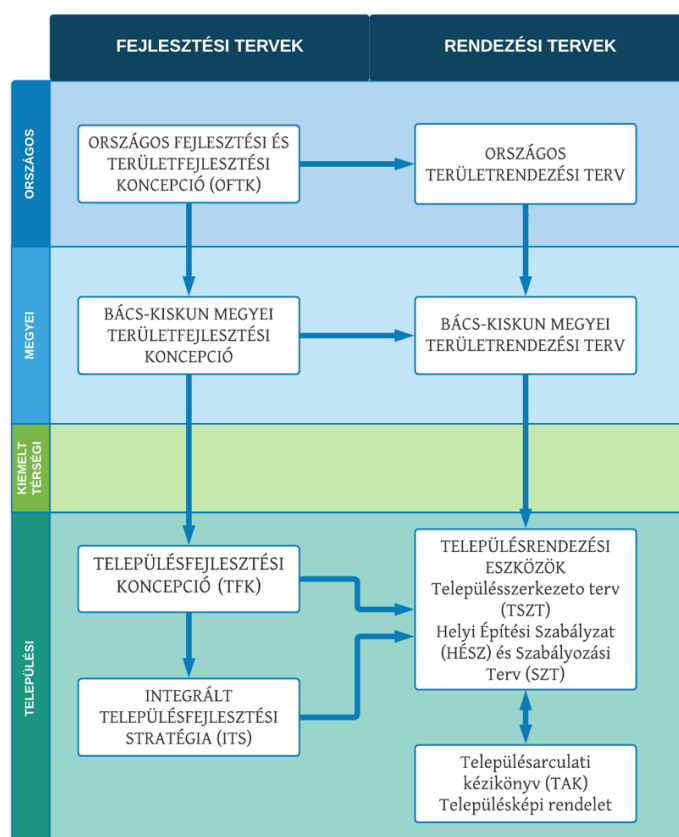 FEJLESZTÉSI TERVEK
RENDEZÉSI TERVEK
ORSZÁGOS
ORSZÁGOS FEJLESZTÉSI ÉS
TERÜLETFEJLESZTÉSI
KONCEPCIÓ (OFTK)
ORSZÁGOS
TERÜLETRENDEZÉSI TERV
MEGYEI
BÁCS-KISKUN MEGYEI
TERÜLETFEJLESZTÉSI
KONCEPCIÓ
BÁCS-KISKUN MEGYEI
TERÜLETRENDEZÉSI TERV
KIEMELT
TÉRSÉGI
TELEPÜLÉSI
TELEPÜLÉSFEJLESZTÉSI
KONCEPCIÓ (TFK)
INTEGRÁLT
TELEPÜLÉSFEJLESZTÉSI
STRATÉGIA (ITS)
TELEPÜLÉSRENDEZÉSI
ESZKÖZÖK
Településszerkezeto terv
(TSZT)
Helyi Építési Szabályzat
(HÉSZ) és Szabályozási
Terv (SZT)
Településarculati
kézikönyv (TAK)
Településképi rendelet